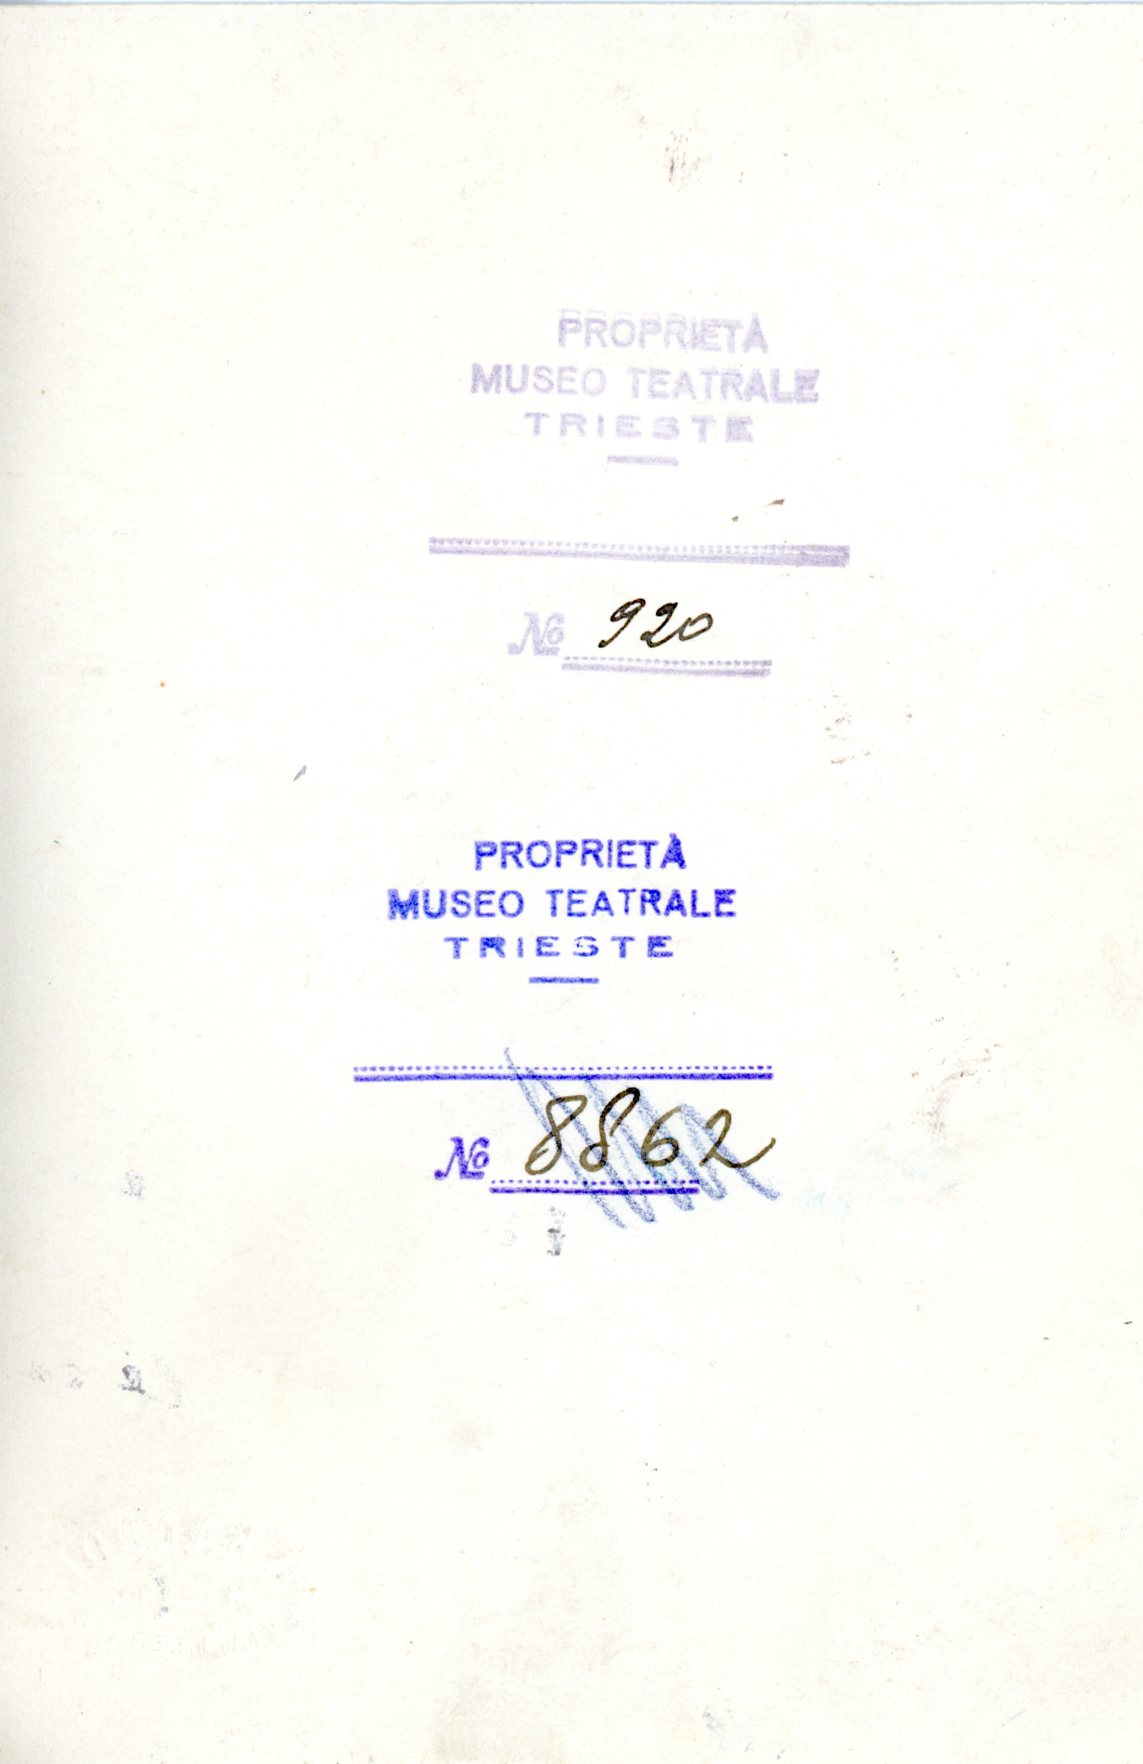 PROPRIETÀ
MUSEO TEATRALE
TRIESTE
№ 920
PROPRIETÀ
MUSEO TEATRALE
TRIESTE
№ 8862